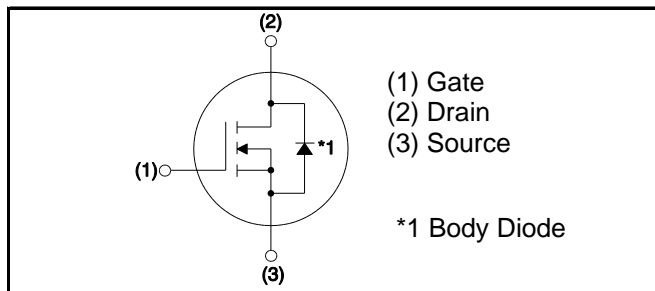 (2)
(1) Gate
(2) Drain
(3) Source
*1
(1)
*1 Body Diode
(3)